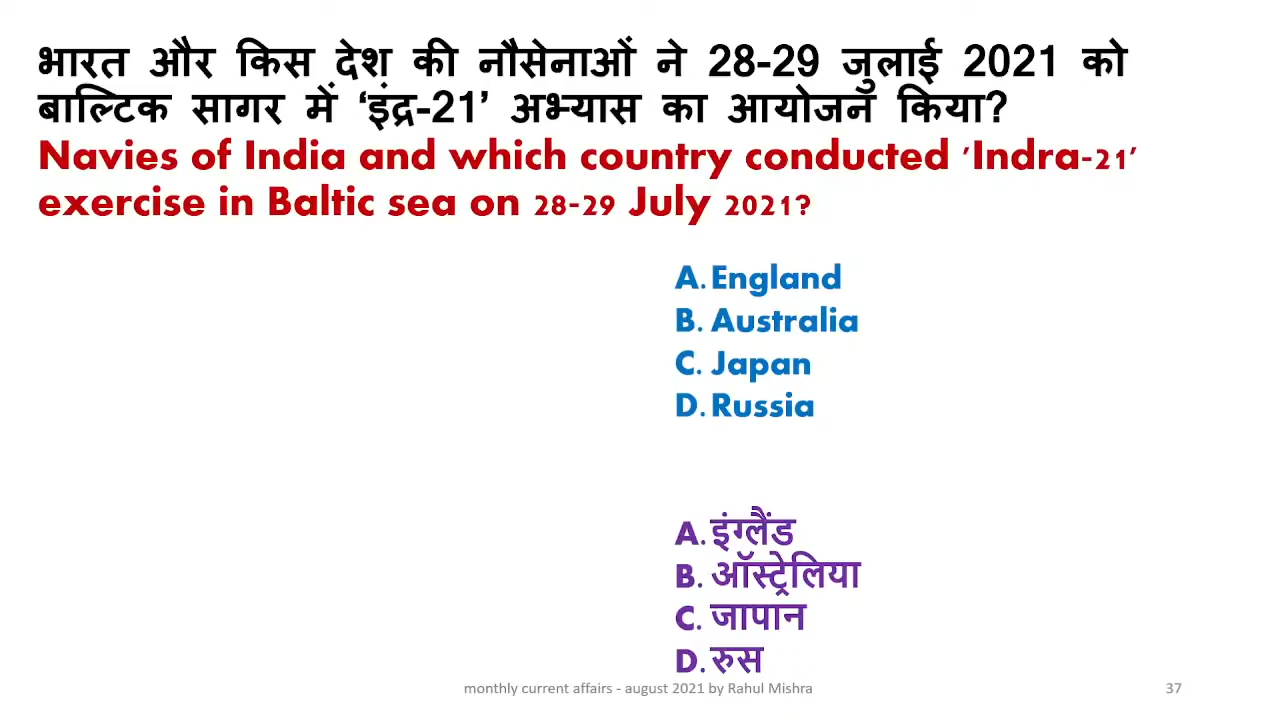 भारत और किस देश की नौसेनाओं ने 28-29 जुलाई 2021 को
बाल्टिक सागर में ‘इंद्र-21’ अभ्यास का आयोजन किया?
Navies of India and which country conducted 'Indra-21'
exercise in Baltic sea on 28-29 July 2021?
A. England
B. Australia
C. Japan
D. Russia
A. इंग्लैंड
B. ऑस्ट्रेलिया
C. जापान
D. रुस
monthly current affairs - august 2021 by Rahul Mishra
37